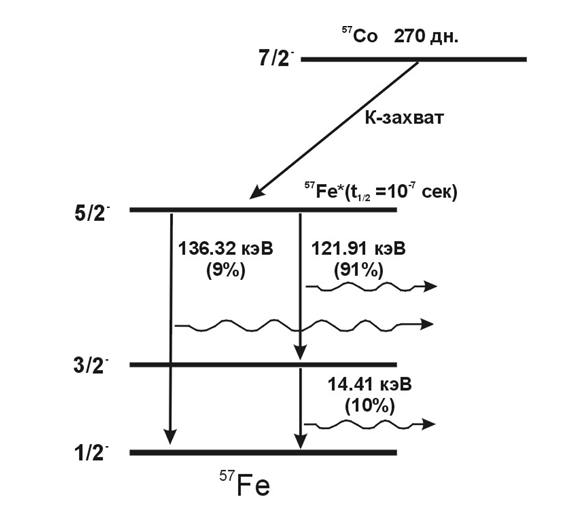 ⁵⁷Co 270 дн.
7/2⁻
К-захват
⁵⁷Fe*(t₁/₂ =10⁻⁷ сек)
5/2⁻
136.32 кэВ
(9%)
121.91 кэВ
(91%)
3/2⁻
14.41 кэВ
(10%)
1/2⁻
⁵⁷Fe